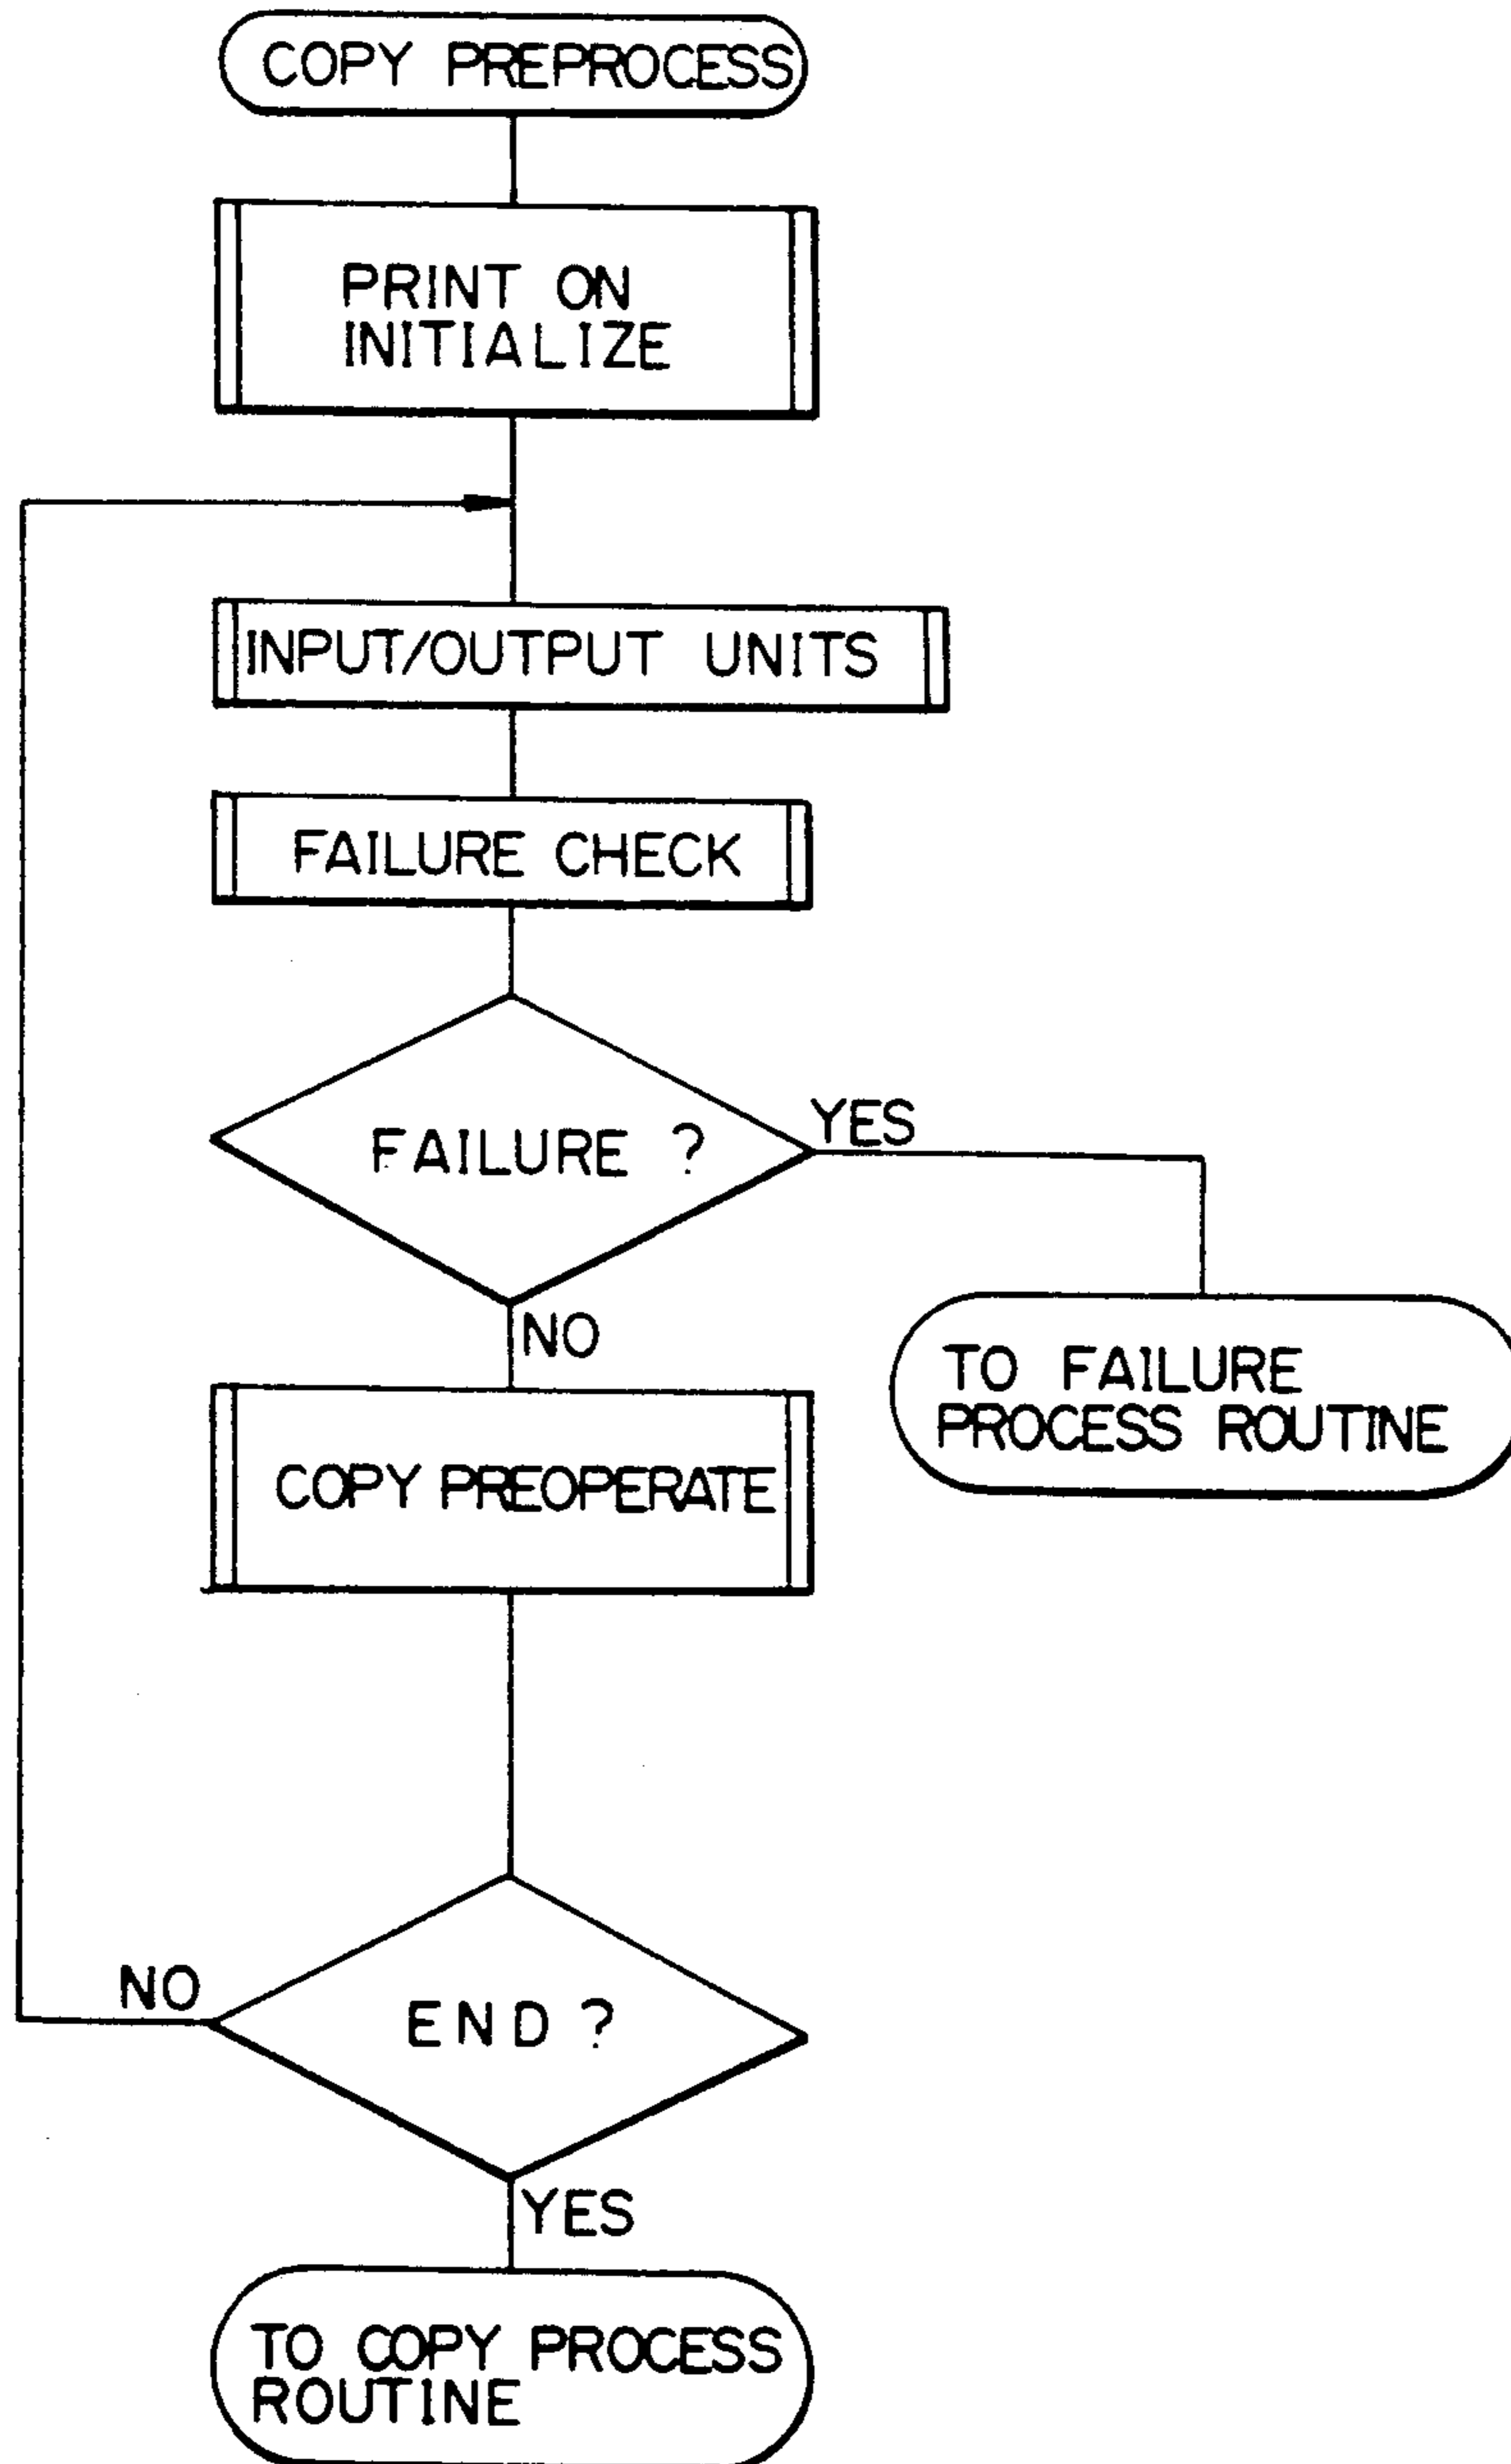 COPY PREPROCESS
PRINT ON
INITIALIZE
INPUT/OUTPUT UNITS
FAILURE CHECK
FAILURE ?
YES
NO
TO FAILURE
PROCESS ROUTINE
COPY PREOPERATE
NO
END ?
YES
TO COPY PROCESS
ROUTINE